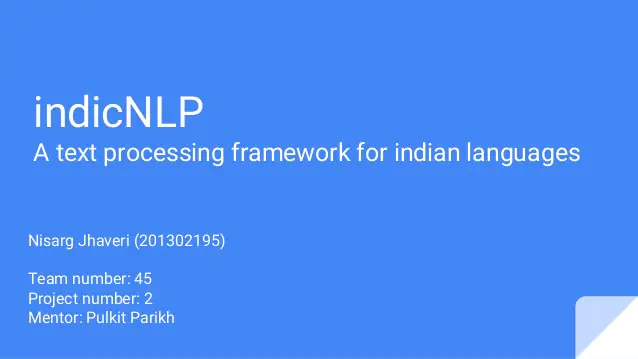 indicNLP
A text processing framework for indian languages
Nisarg Jhaveri (201302195)
Team number: 45
Project number: 2
Mentor: Pulkit Parikh